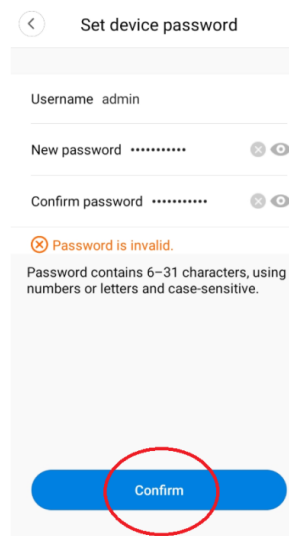 Set device password
Username admin
New password •••••••••••
Confirm password •••••••••••
Password is invalid.
Password contains 6–31 characters, using
numbers or letters and case-sensitive.
Confirm